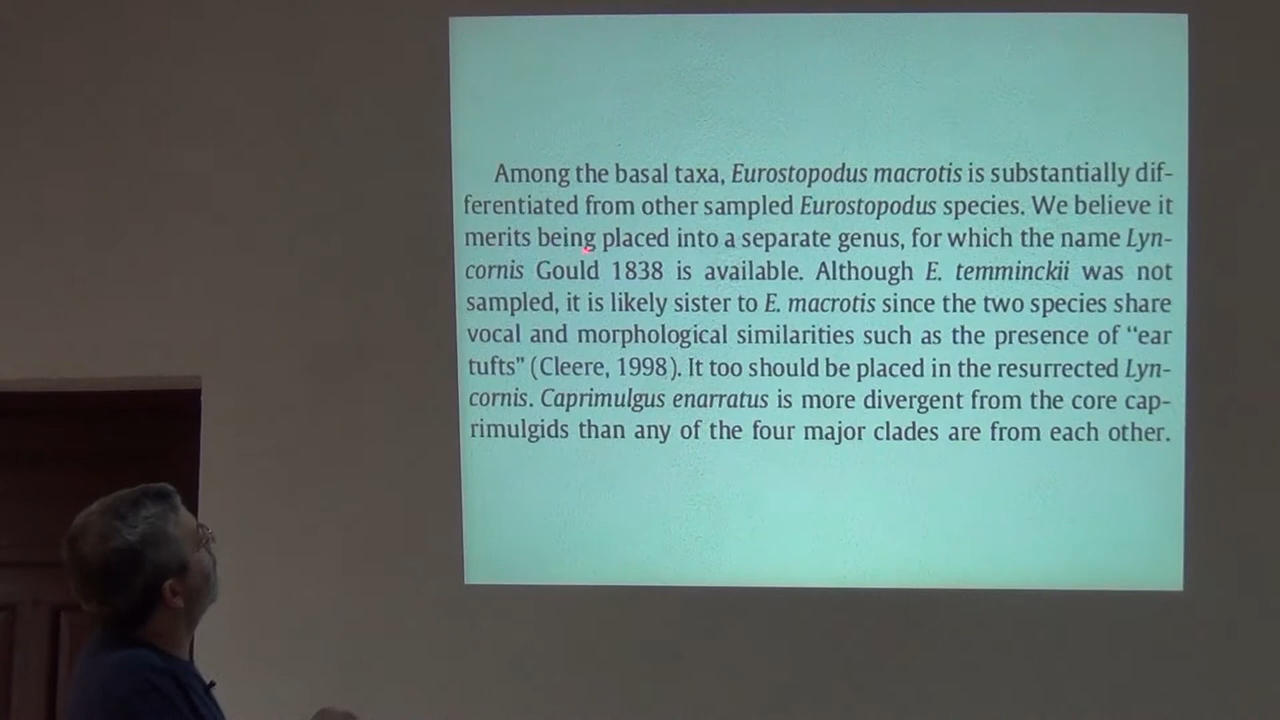 Among the basal taxa, Eurostopodus macrotis is substantially dif-
ferentiated from other sampled Eurostopodus species. We believe it
merits being placed into a separate genus, for which the name Lyn-
cornis Gould 1838 is available. Although E. temminckii was not
sampled, it is likely sister to E. macrotis since the two species share
vocal and morphological similarities such as the presence of “ear
tufts” (Cleere, 1998). It too should be placed in the resurrected Lyn-
cornis. Caprimulgus enarratus is more divergent from the core cap-
rimulgids than any of the four major clades are from each other.